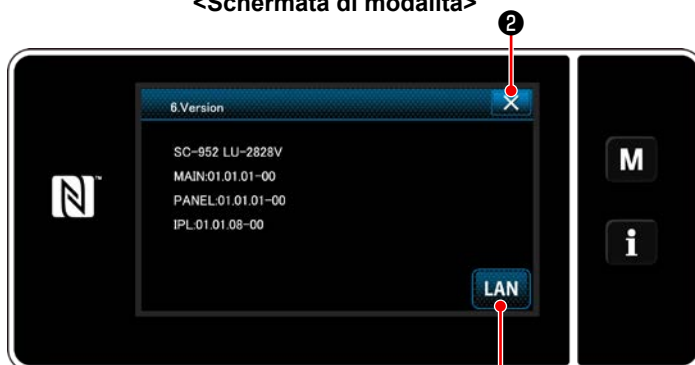 <Schermata di modalità>
❷
6.Version
SC-952 LU-2828V
MAIN:01.01.01-00
PANEL:01.01.01-00
IPL:01.01.08-00
LAN
M
i